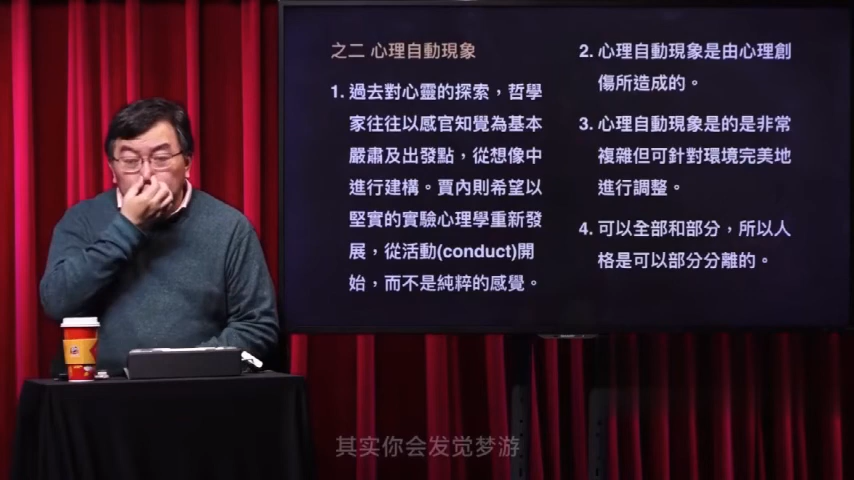 之二 心理自動現象
1. 過去對心靈的探索，哲學
家往往以感官知覺為基本
嚴肅及出發點，從想像中
進行建構。賈內則希望以
堅實的實驗心理學重新發
展，從活動(conduct)開
始，而不是純粹的感覺。
2. 心理自動現象是由心理創
傷所造成的。
3. 心理自動現象是的是非常
複雜但可針對環境完美地
進行調整。
4. 可以全部和部分，所以人
格是可以部分分離的。
其实你会发觉梦游